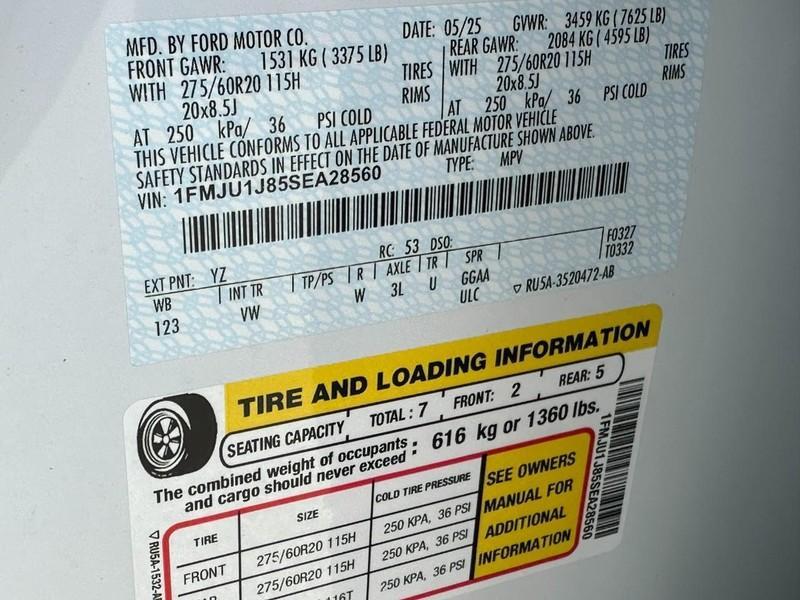 MFD. BY FORD MOTOR CO.
DATE: 05/25 GVWR: 3459 KG ( 7625 LB)
FRONT GAWR: 1531 KG ( 3375 LB)
REAR GAWR: 2084 KG ( 4595 LB)
WITH 275/60R20 115H TIRES
WITH 275/60R20 115H TIRES
20x8.5J RIMS
20x8.5J RIMS
AT 250 kPa/ 36 PSI COLD
AT 250 kPa/ 36 PSI COLD
THIS VEHICLE CONFORMS TO ALL APPLICABLE FEDERAL MOTOR VEHICLE
SAFETY STANDARDS IN EFFECT ON THE DATE OF MANUFACTURE SHOWN ABOVE.
VIN: 1FMJU1J85SEA28560 TYPE: MPV
EXT PNT: YZ RC: 53 DSO: F0327
T0332
WB INT TR TP/PS R AXLE TR SPR
123 VW W 3L U GGAA
ULC ▽ RU5A-3520472-AB
TIRE AND LOADING INFORMATION
SEATING CAPACITY TOTAL : 7 FRONT: 2 REAR: 5
The combined weight of occupants
and cargo should never exceed : 616 kg or 1360 lbs.
TIRE SIZE COLD TIRE PRESSURE
FRONT 275/60R20 115H 250 KPA, 36 PSI
275/60R20 115H 250 KPA, 36 PSI
250 KPA, 36 PSI
SEE OWNERS
MANUAL FOR
ADDITIONAL
INFORMATION
1FMJU1J85SEA28560